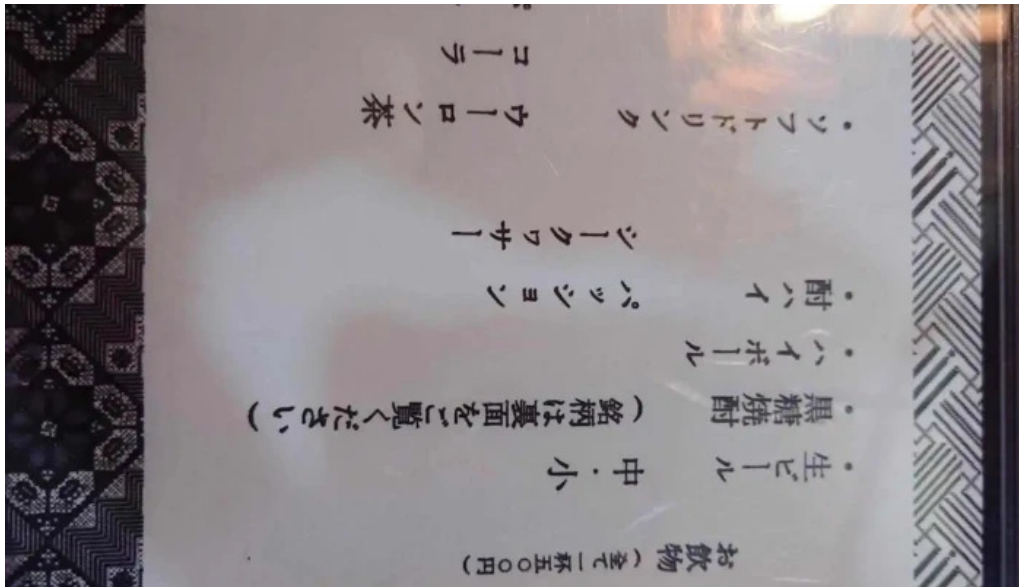 お飲物（全て一杯五〇〇円）
・生ビール　中・小
・黒糖焼酎（銘柄は裏面をご覧ください）
・ハイボール
・酎ハイ　パッション
シークヮサー
・ソフトドリンク　ウーロン茶
コーラ